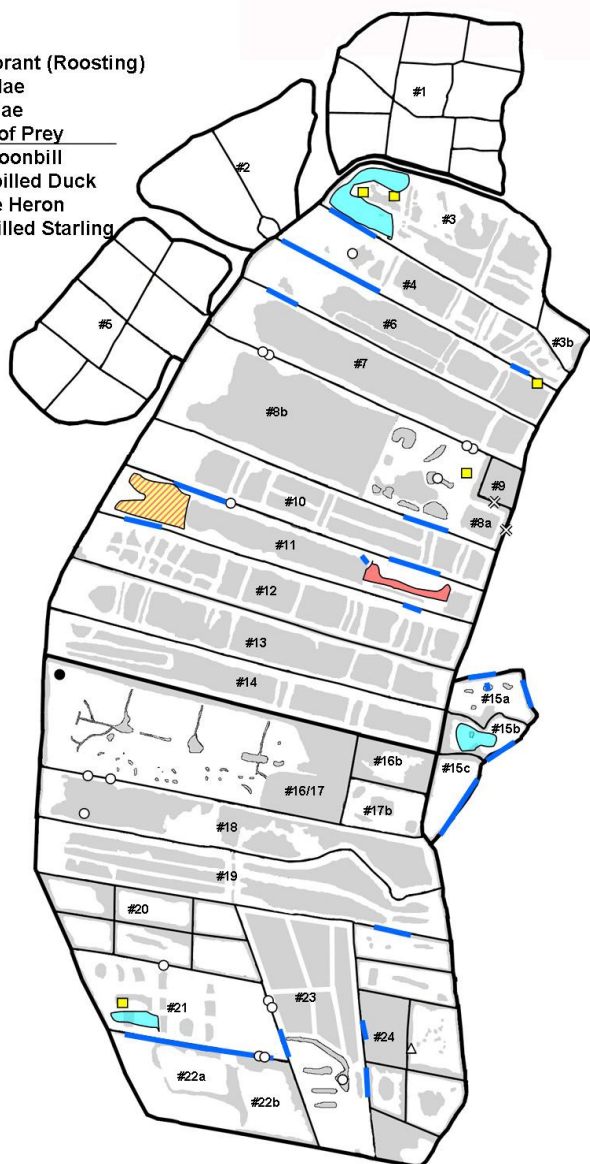 orant (Roosting)
lae
ae
of Prey
oonbill
billed Duck
e Heron
illed Starling
#1
#2
#3
#4
#5
#6
#3b
#7
#8b
#9
#10
#8a
#11
#12
#13
#14
#15a
#15b
#16b
#15c
#16/17
#17b
#18
#19
#20
#21
#23
#24
#22a
#22b